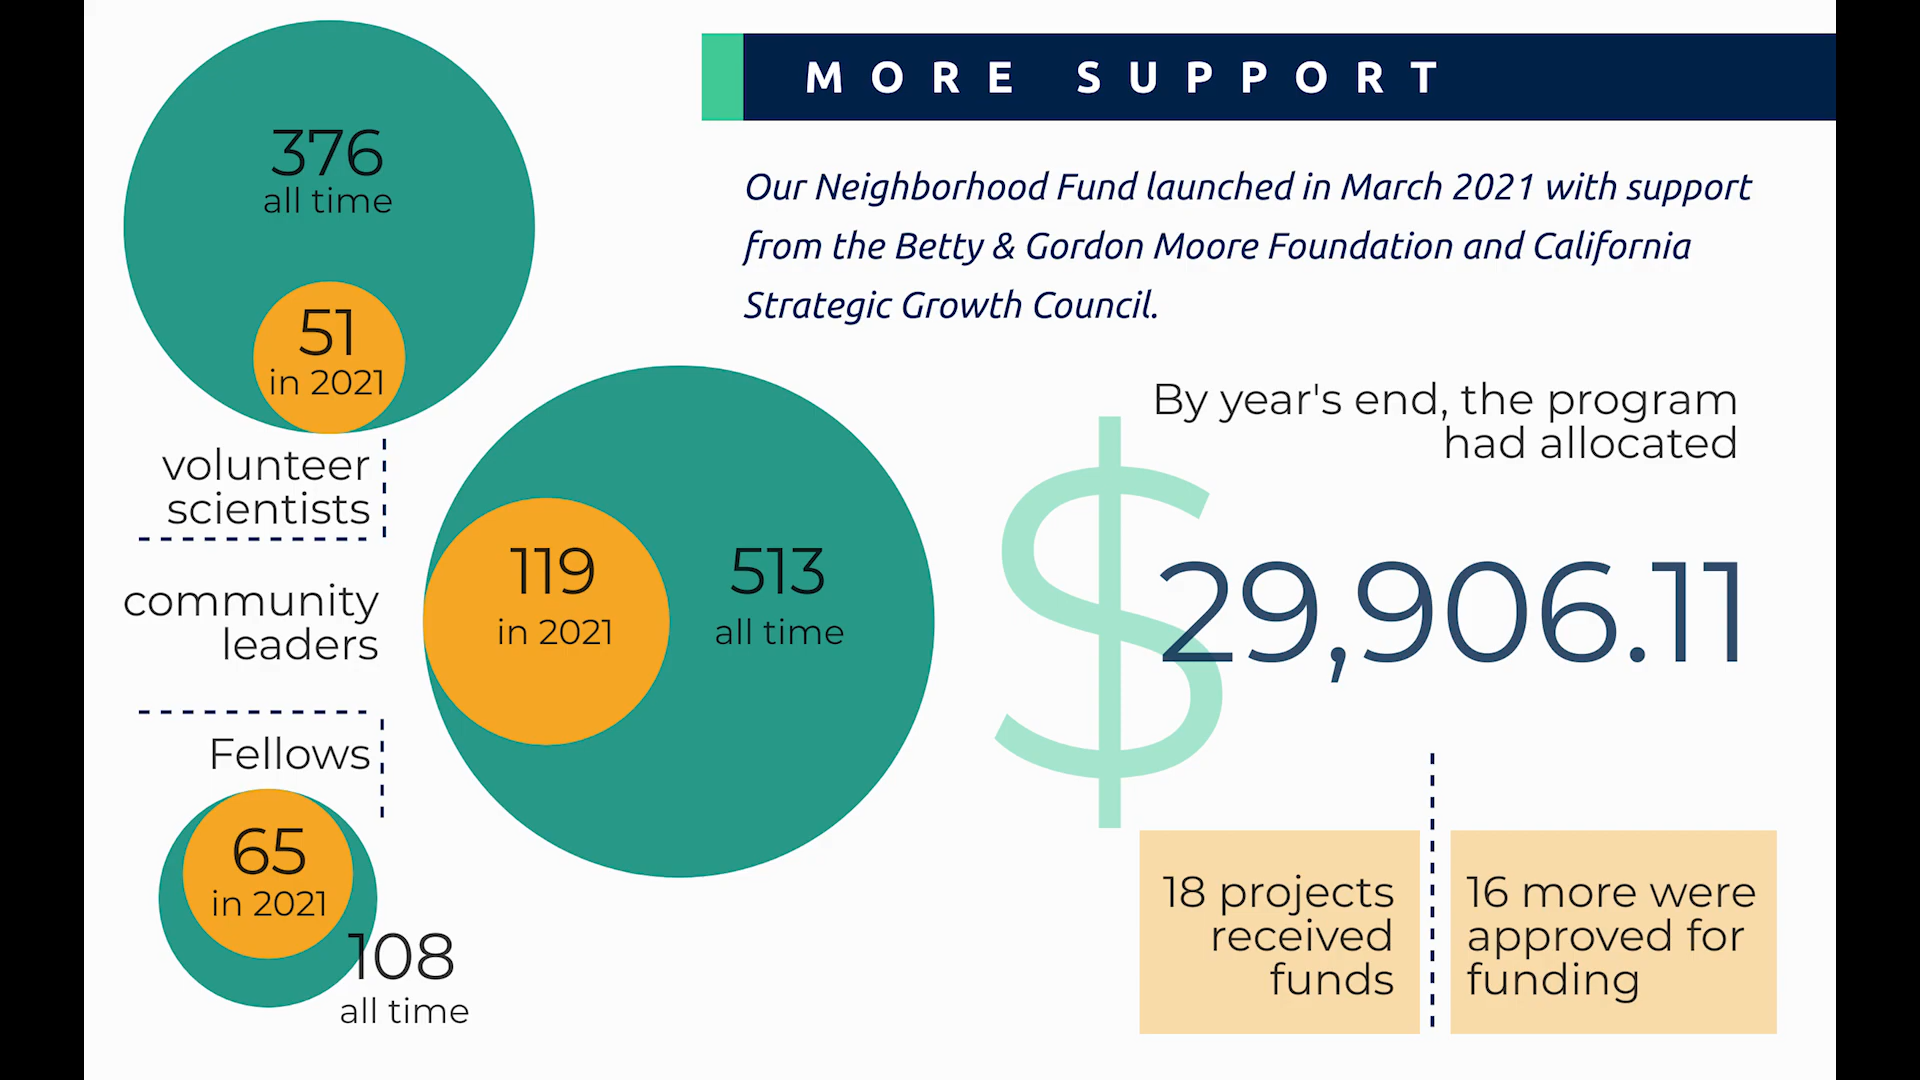 376
all time
51
in 2021
volunteer
scientists
community
leaders
119
in 2021
513
all time
Fellows
65
in 2021
108
all time
MORE SUPPORT
Our Neighborhood Fund launched in March 2021 with support
from the Betty & Gordon Moore Foundation and California
Strategic Growth Council.
By year's end, the program
had allocated
$29,906.11
18 projects
received
funds
16 more were
approved for
funding